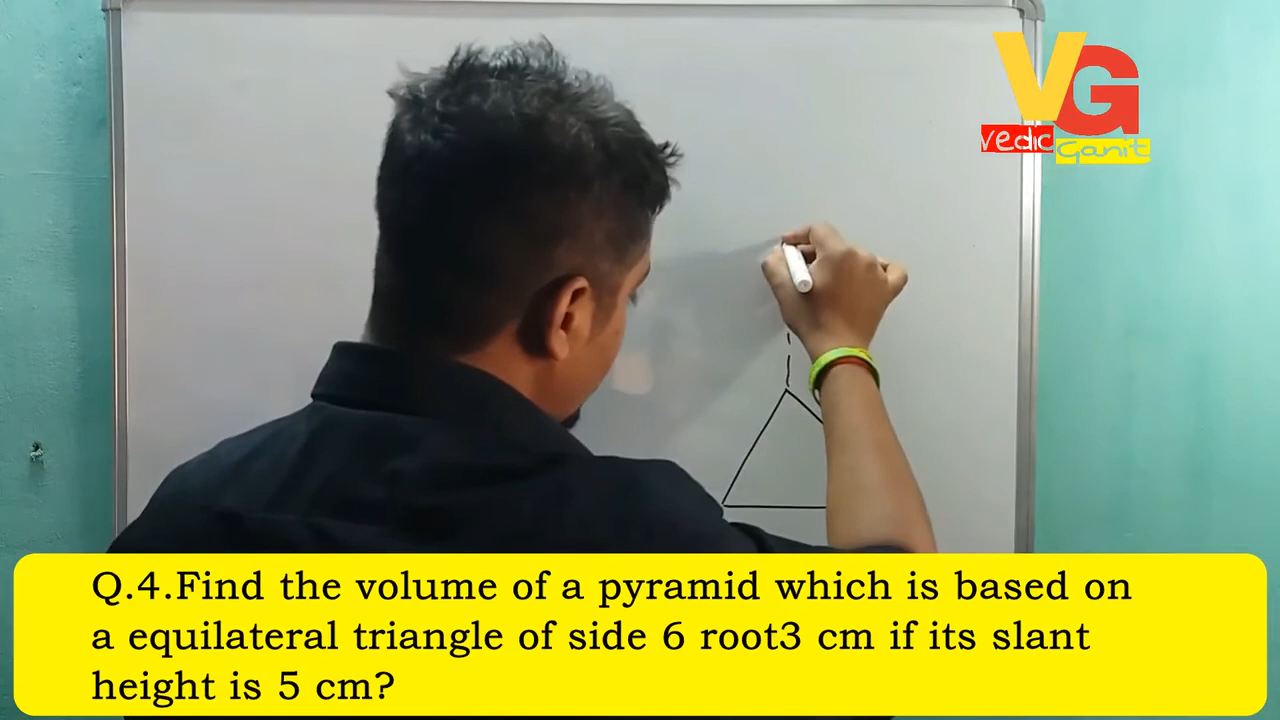 VG
vedic Ganit
Q.4.Find the volume of a pyramid which is based on
a equilateral triangle of side 6 root3 cm if its slant
height is 5 cm?